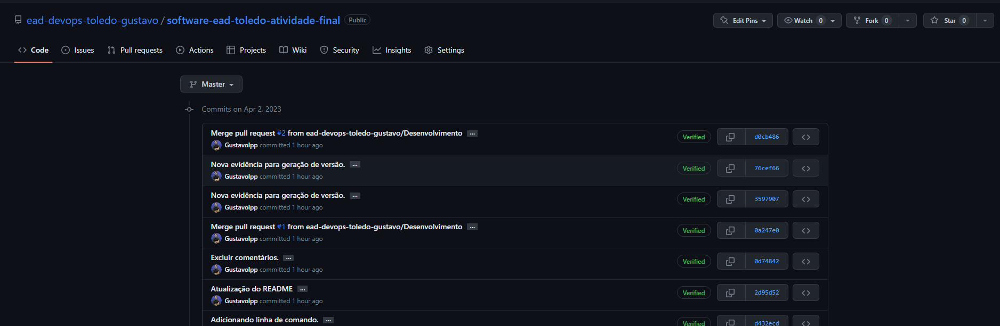 ead-devops-toledo-gustavo / software-ead-toledo-atividade-final Public Edit Pins Watch 0 Fork 0 Star 0
Code Issues Pull requests Actions Projects Wiki Security Insights Settings
Master
Commits on Apr 2, 2023
Merge pull request #2 from ead-devops-toledo-gustavo/Desenvolvimento ... Verified d0cb486
Gustavolpp committed 1 hour ago
Nova evidência para geração de versão. ... Verified 76cef66
Gustavolpp committed 1 hour ago
Nova evidência para geração de versão. ... Verified 3597907
Gustavolpp committed 1 hour ago
Merge pull request #1 from ead-devops-toledo-gustavo/Desenvolvimento ... Verified 0a247e0
Gustavolpp committed 1 hour ago
Excluir comentários. ... Verified 0d74842
Gustavolpp committed 1 hour ago
Atualização do README ... Verified 2d95d52
Gustavolpp committed 1 hour ago
Adicionando linha de comando. ... Verified d432ecd